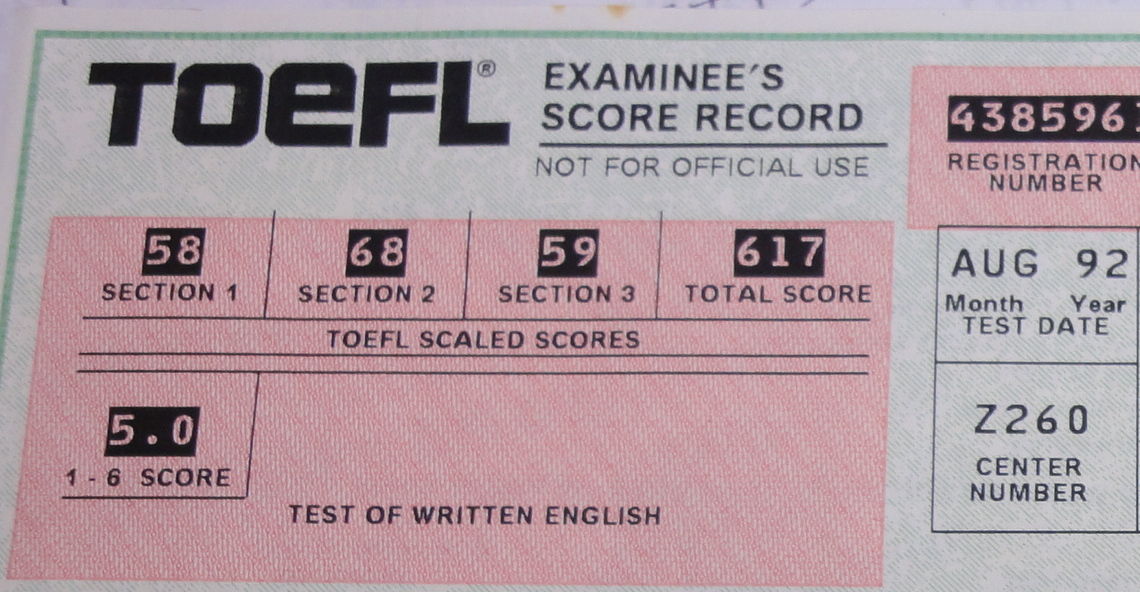 TOEFL®
EXAMINEE'S
SCORE RECORD
NOT FOR OFFICIAL USE
438596
REGISTRATION
NUMBER
58 68 59 617
SECTION 1 SECTION 2 SECTION 3 TOTAL SCORE
TOEFL SCALED SCORES
AUG 92
Month Year
TEST DATE
5.0
1 - 6 SCORE
TEST OF WRITTEN ENGLISH
Z260
CENTER
NUMBER